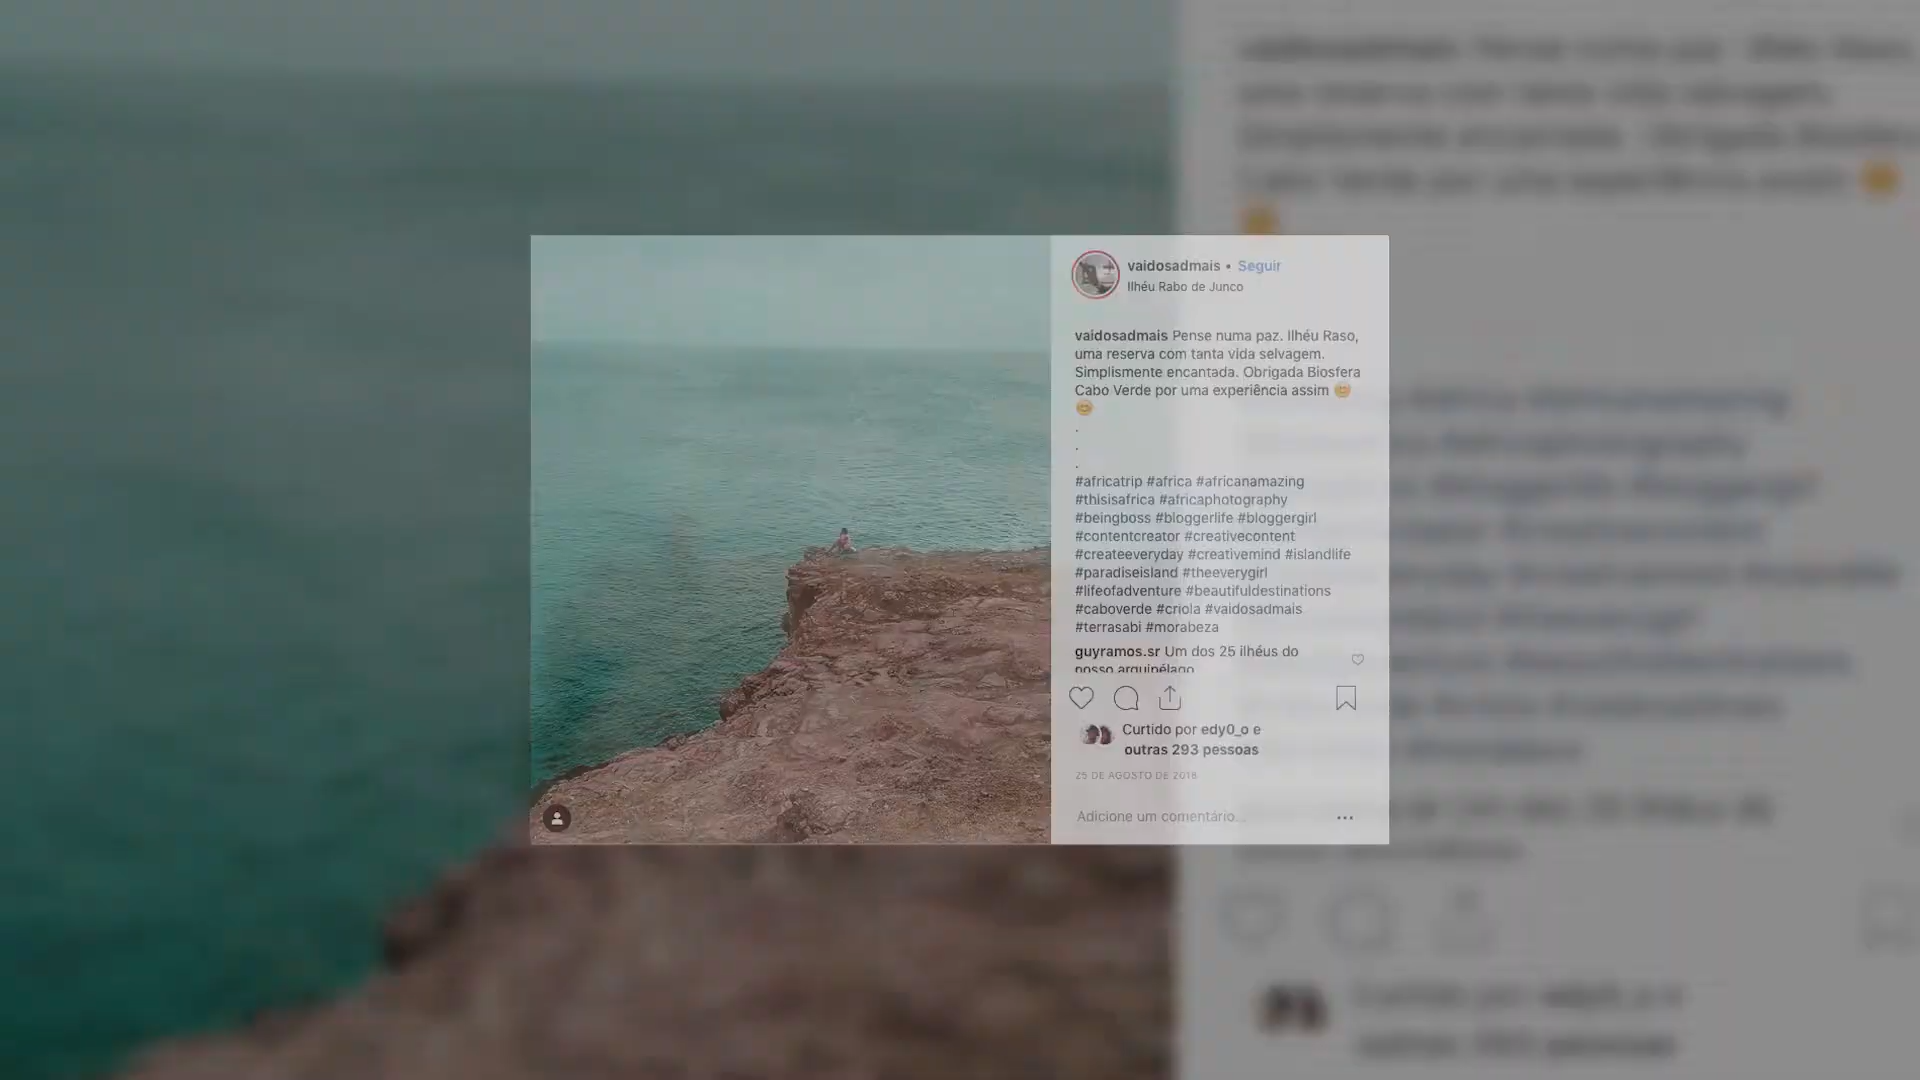 vaidosadmais • Seguir
Ilhéu Rabo de Junco
vaidosadmais Pense numa paz. Ilhéu Raso,
uma reserva com tanta vida selvagem.
Simplismente encantada. Obrigada Biosfera
Cabo Verde por uma experiência assim 😊
😊
.
.
.
#africatrip #africa #africanamazing
#thisisafrica #africaphotography
#beingboss #bloggerlife #bloggergirl
#contentcreator #creativecontent
#createeveryday #creativemind #islandlife
#paradiseisland #theeverygirl
#lifeofadventure #beautifuldestinations
#caboverde #criola #vaidosadmais
#terrasabi #morabeza
guyramos.sr Um dos 25 ilhéus do
nosso arquipélago
Curtido por edy0_o e
outras 293 pessoas
25 DE AGOSTO DE 2018
Adicione um comentário...